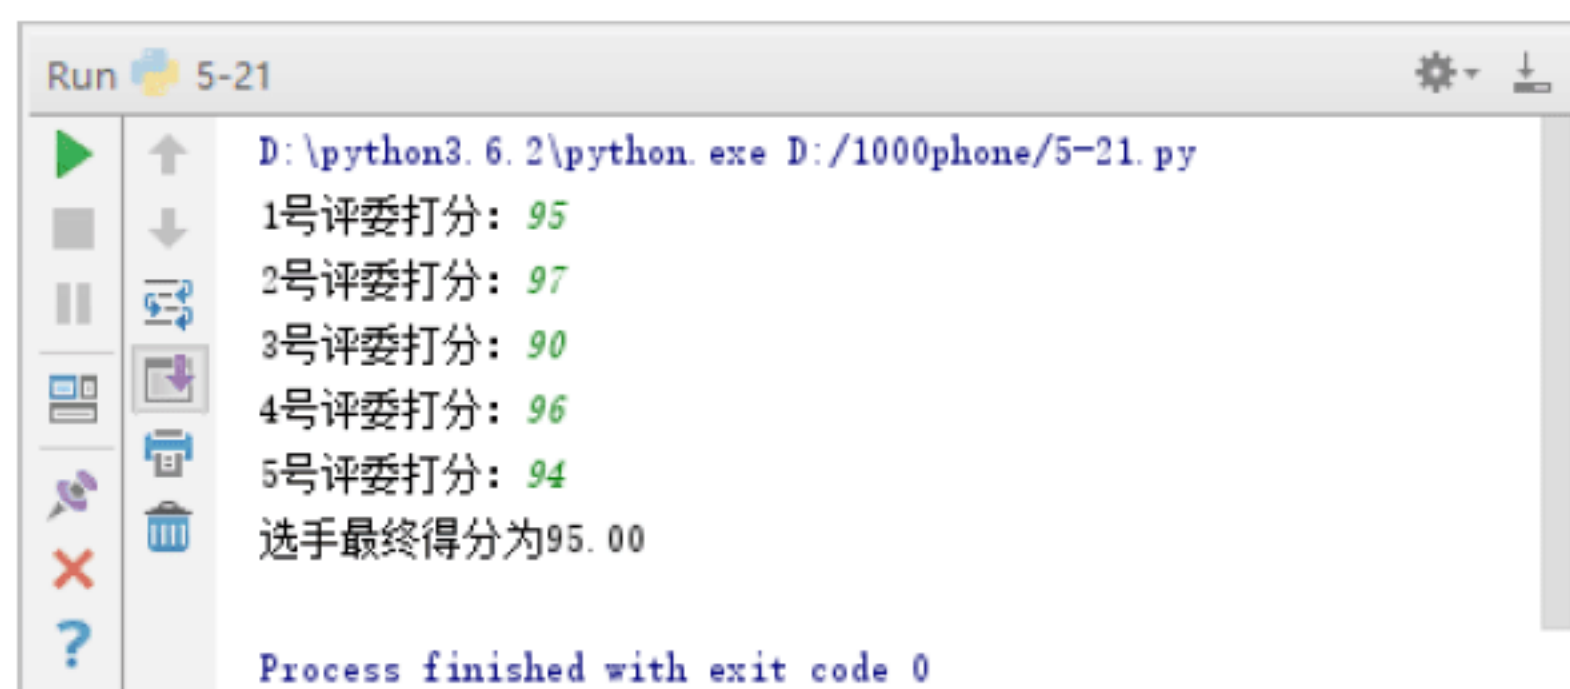 Run 5-21
D:\python3.6.2\python.exe D:/1000phone/5-21.py
1号评委打分：95
2号评委打分：97
3号评委打分：90
4号评委打分：96
5号评委打分：94
选手最终得分为95.00
Process finished with exit code 0